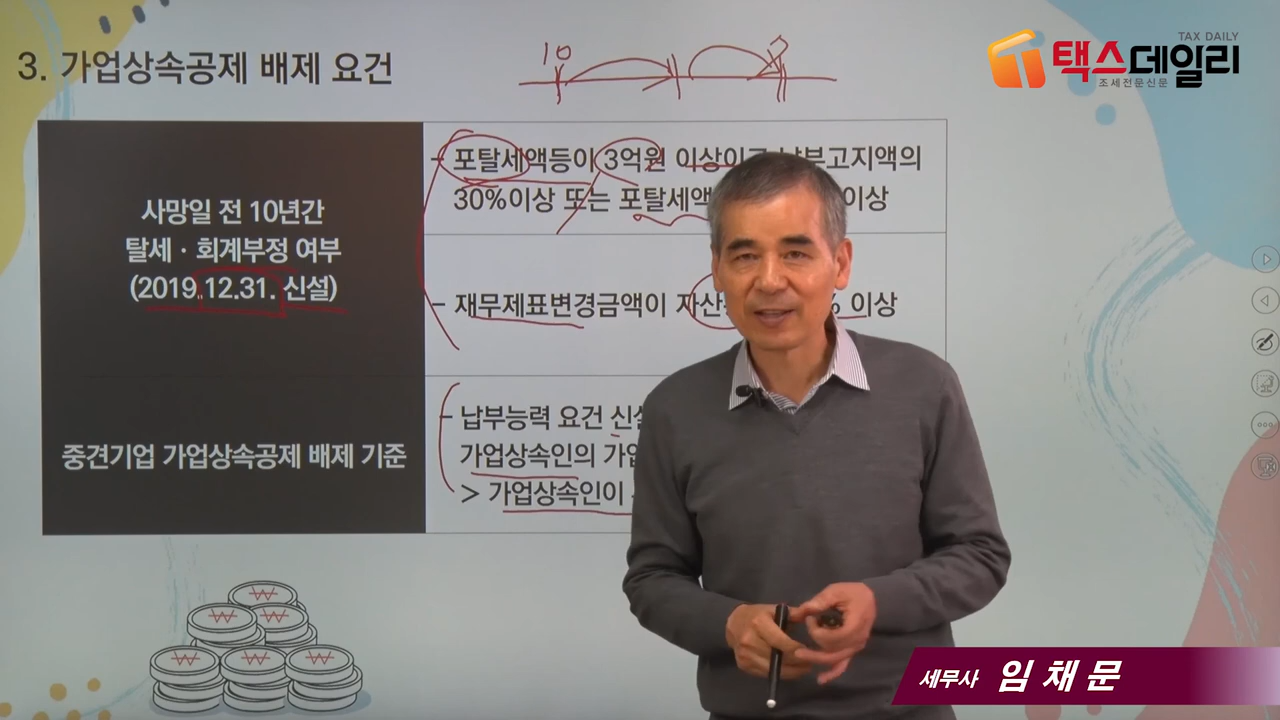 3. 가업상속공제 배제 요건
10
TAX DAILY
택스데일리
조세전문신문
사망일 전 10년간
탈세 · 회계부정 여부
(2019.12.31. 신설)
- 포탈세액등이 3억원 이상이고 납부고지액의
30%이상 또는 포탈세액 이상
- 재무제표변경금액이 % 이상
중견기업 가업상속공제 배제 기준
- 납부능력 요건
가업상속인의
> 가업상속인이
₩
₩ ₩
₩ ₩ ₩
세무사 임채문